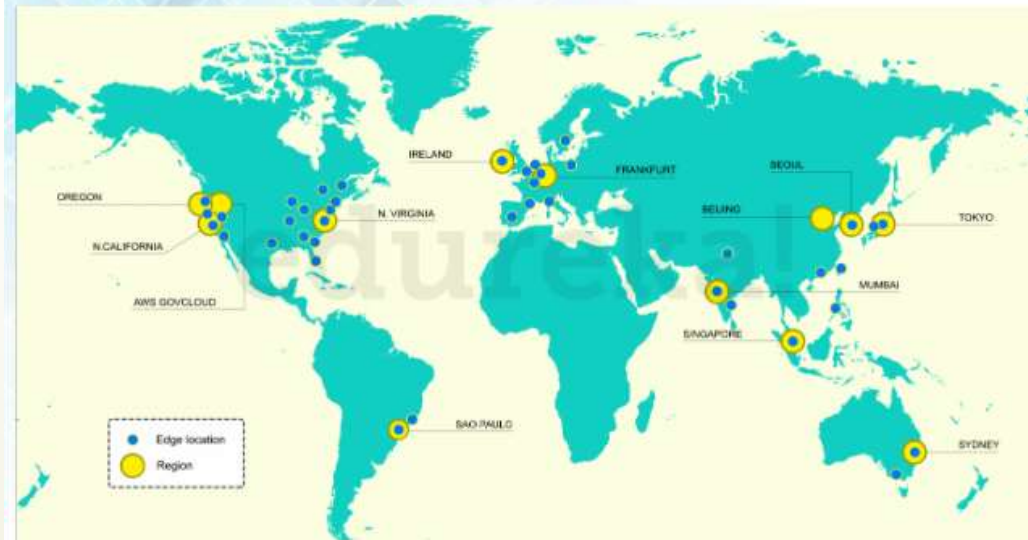 IRELAND
FRANKFURT
SEOUL
OREGON
BEIJING
N. VIRGINIA
TOKYO
N.CALIFORNIA
edureka!
AWS GOVCLOUD
MUMBAI
SINGAPORE
SAO PAULO
Edge location
SYDNEY
Region